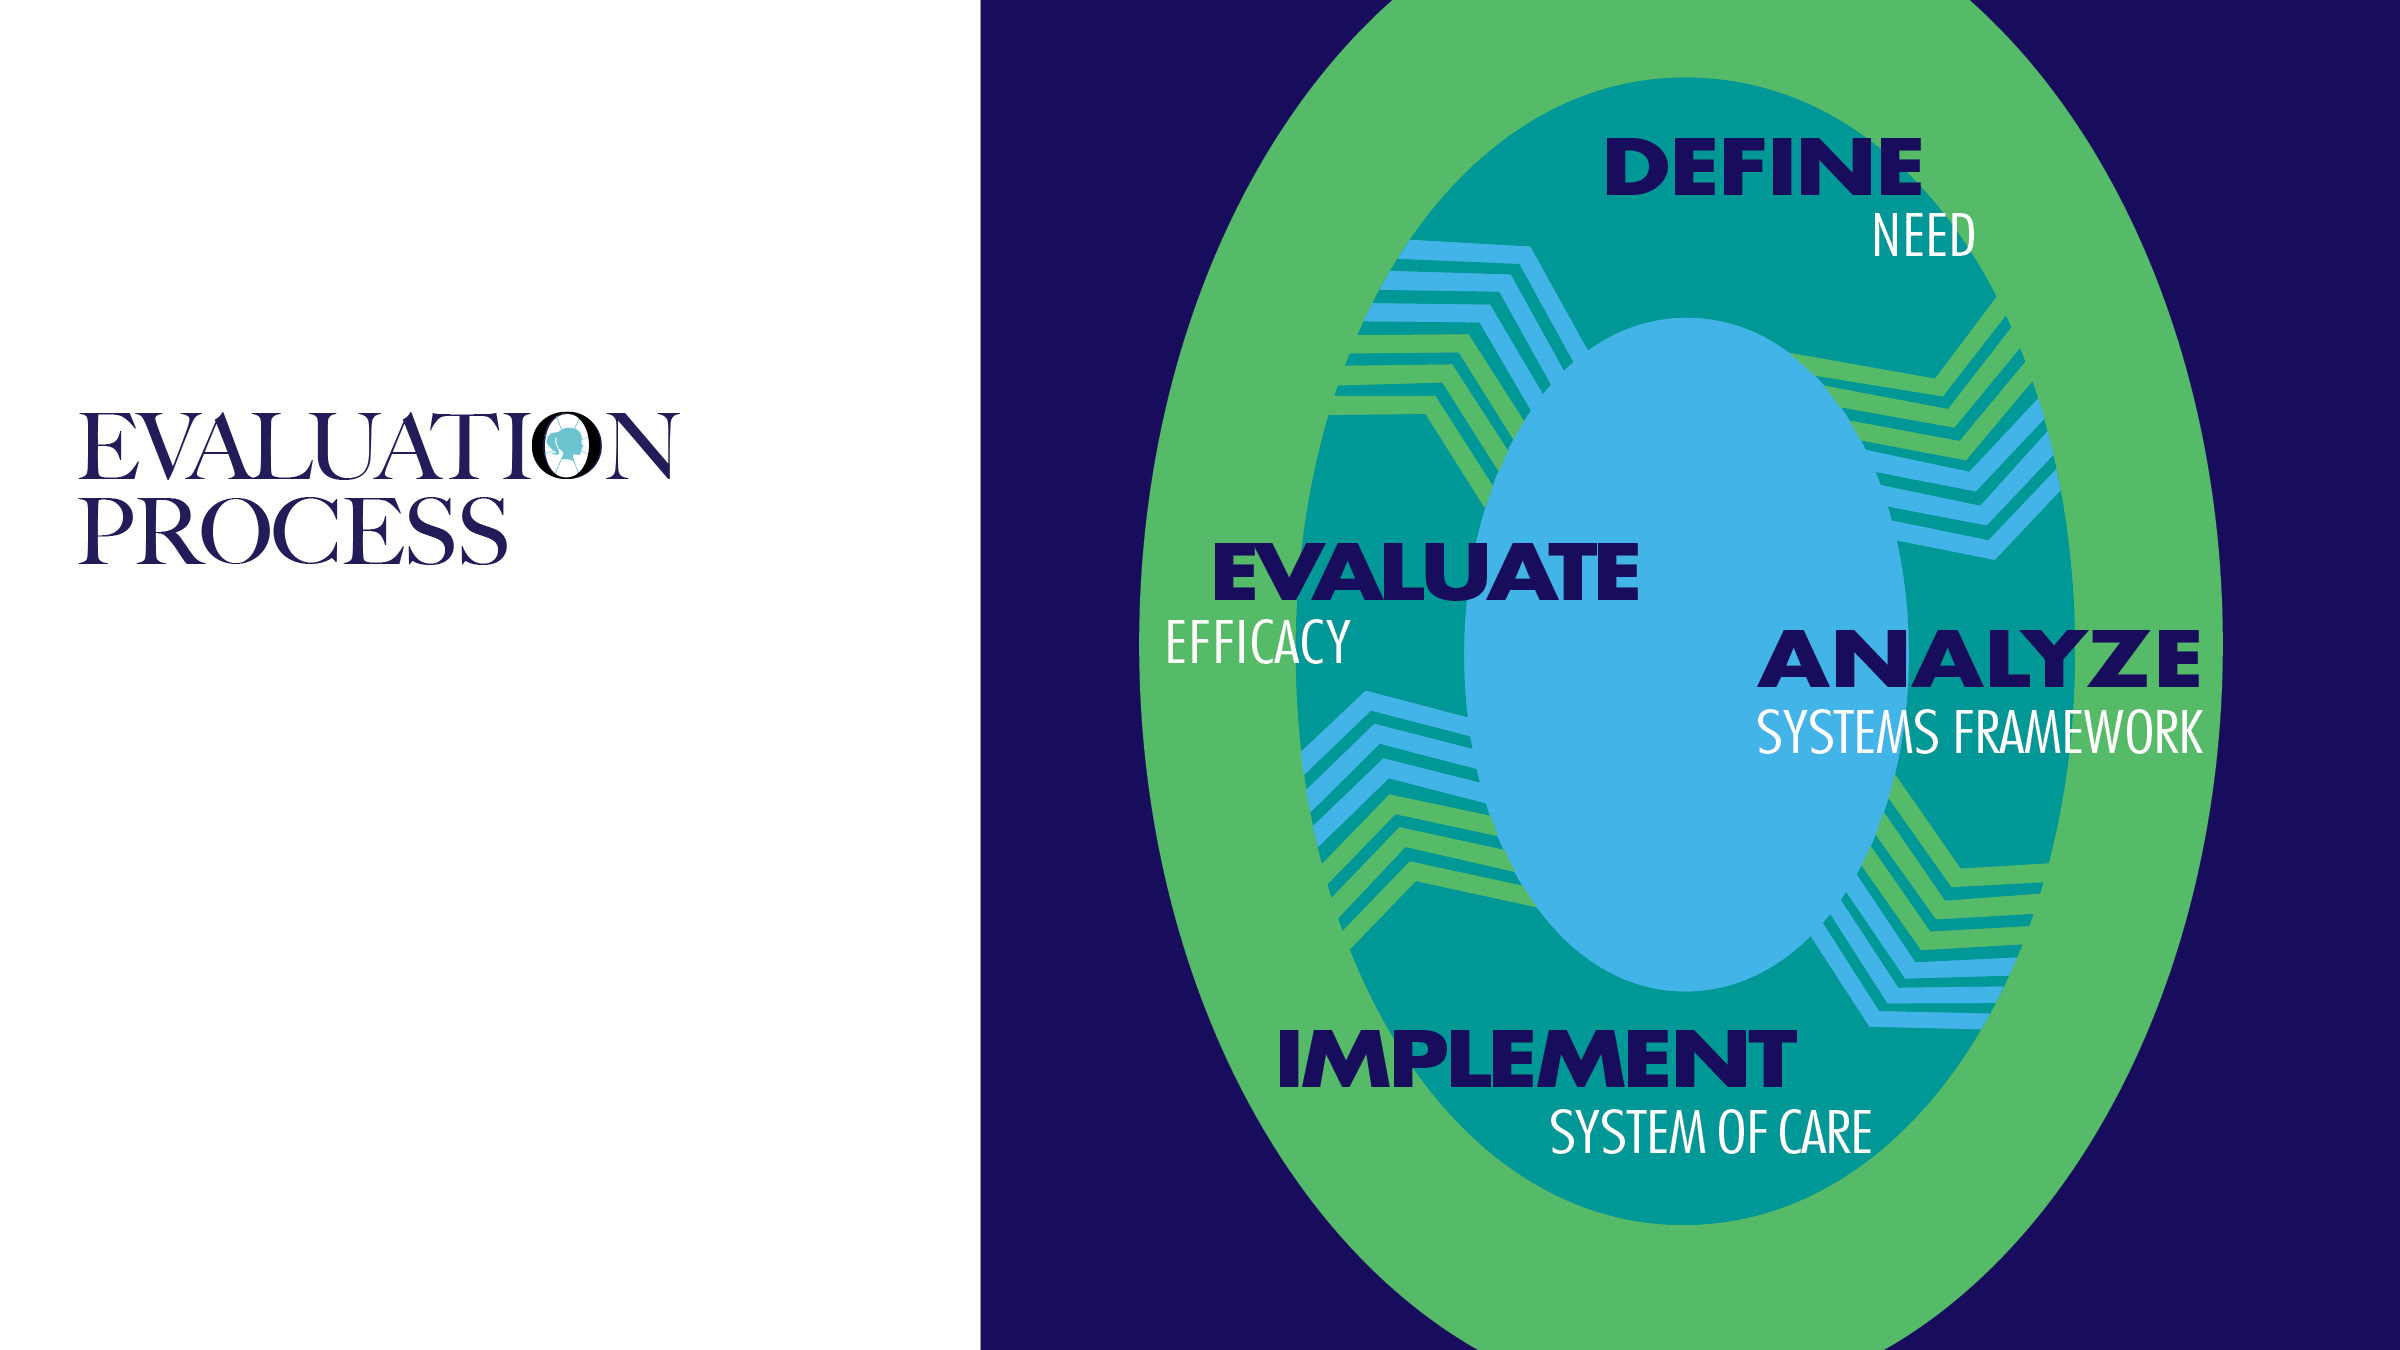 EVALUATION
PROCESS
DEFINE
NEED
ANALYZE
SYSTEMS FRAMEWORK
IMPLEMENT
SYSTEM OF CARE
EVALUATE
EFFICACY